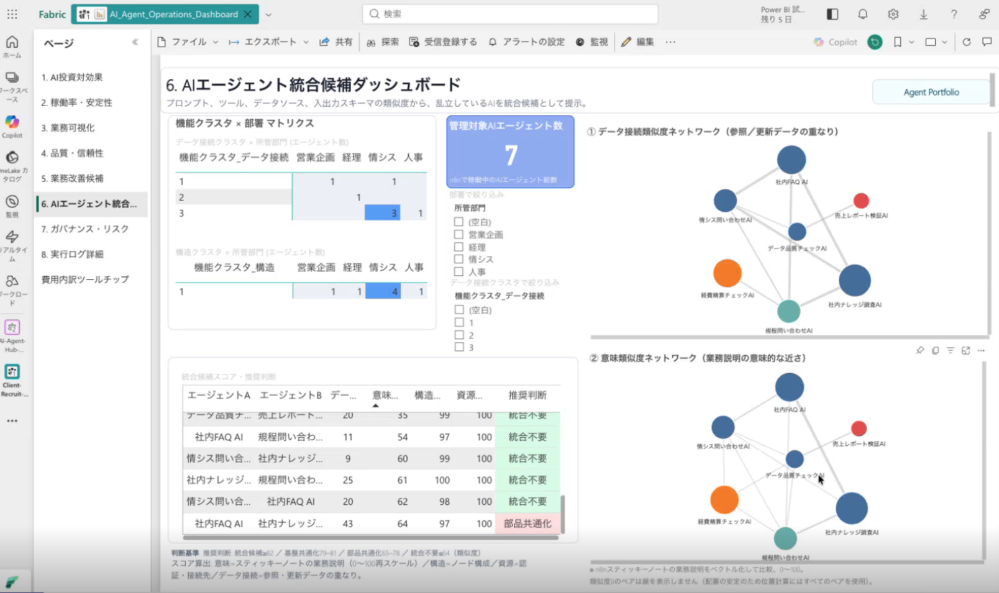 Fabric
AI_Agent_Operations_Dashboard
検索
Power BI 試...
残り 5 日
ホーム
ワークスペース
Copilot
OneLake カタログ
監視
リアルタイム
ワークロード
AI-Agent-Hub-...
Client-Recruit-...
ページ
1. AI投資対効果
2. 稼働率・安定性
3. 業務可視化
4. 品質・信頼性
5. 業務改善候補
6. AIエージェント統合...
7. ガバナンス・リスク
8. 実行ログ詳細
費用内訳ツールチップ
ファイル エクスポート 共有 探索 受信登録する アラートの設定 監視 編集 ...
Copilot
6. AIエージェント統合候補ダッシュボード
プロンプト、ツール、データソース、入出力スキーマの類似度から、乱立しているAIを統合候補として提示。
Agent Portfolio
機能クラスタ × 部署 マトリクス
データ接続クラスタ × 所管部門 (エージェント数)
機能クラスタ_データ接続 営業企画 経理 情シス 人事
1 1 1
2 1
3 3 1
構造クラスタ × 所管部門 (エージェント数)
機能クラスタ_構造 営業企画 経理 情シス 人事
1 1 1 4 1
管理対象AIエージェント数
7
n8nで稼働中のAIエージェント総数
部署で絞り込み
所管部門
(空白)
営業企画
経理
情シス
人事
データ接続クラスタで絞り込み
機能クラスタ_データ接続
(空白)
1
2
3
① データ接続類似度ネットワーク（参照／更新データの重なり）
社内FAQ AI
情シス問い合わせAI
売上レポート検証AI
データ品質チェックAI
経費精算チェックAI
社内ナレッジ調査AI
規程問い合わせAI
② 意味類似度ネットワーク（業務説明の意味的な近さ）
社内FAQ AI
情シス問い合わせAI
売上レポート検証AI
データ品質チェックAI
経費精算チェックAI
社内ナレッジ調査AI
規程問い合わせAI
※ n8nスティッキーノートの業務説明をベクトル化して比較、0〜100。
類似度0のペアは線を表示しません（配置の安定のため位置計算にはすべてのペアを使用）。
統合候補スコア・推奨判断
エージェントA エージェントB デー... 意味... 構造... 資源... 推奨判断
データ品質チ... 売上レポート... 20 35 99 100 統合不要
社内FAQ AI 規程問い合わ... 11 54 97 100 統合不要
情シス問い合... 社内ナレッジ... 9 60 99 100 統合不要
社内ナレッジ... 規程問い合わ... 25 61 100 100 統合不要
情シス問い合... 社内FAQ AI 20 62 98 100 統合不要
社内FAQ AI 社内ナレッジ... 43 64 97 100 部品共通化
判断基準 推奨判断: 統合候補≥82 ／ 基盤共通化79–81 ／ 部品共通化65–78 ／ 統合不要≤64（類似度）
スコア算出: 意味=スティッキーノートの業務説明（0〜100再スケール）／構造=ノード構成／資源=認
証・接続先／データ接続=参照・更新データの重なり。